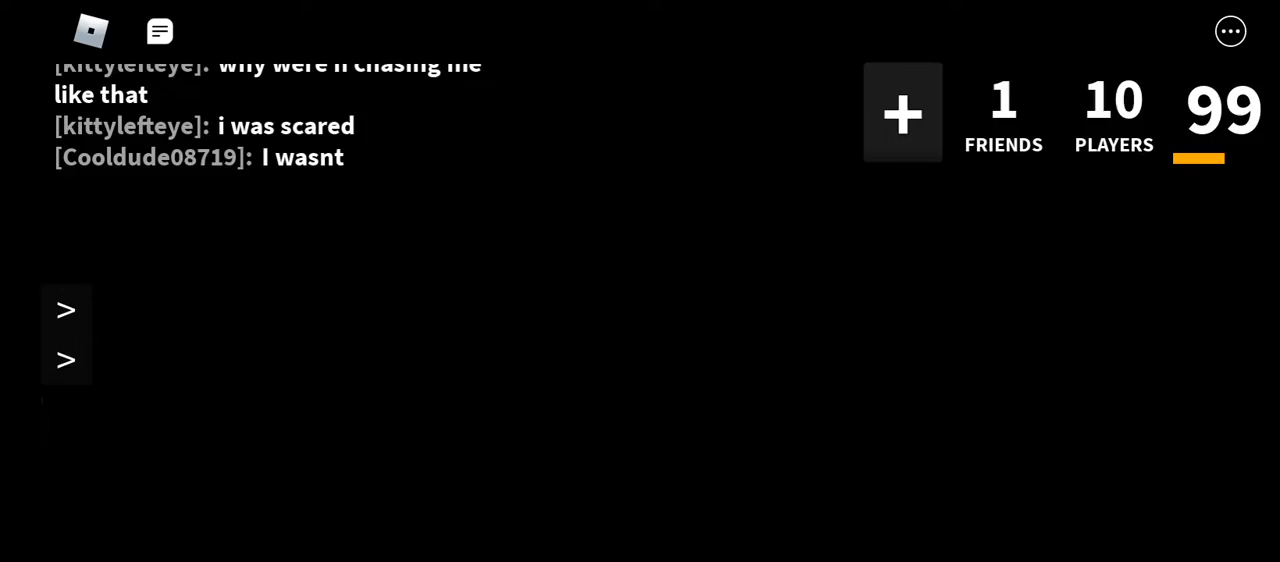 [kittylefteye]: why were n chasing me
like that
[kittylefteye]: i was scared
[Cooldude08719]: I wasnt
+
1
FRIENDS
10
PLAYERS
99
>
>